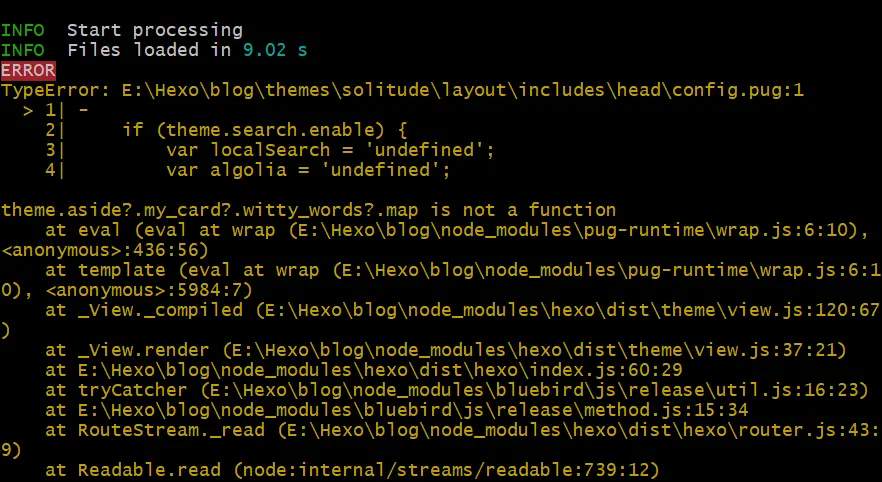 INFO  Start processing
INFO  Files loaded in 9.02 s
ERROR
TypeError: E:\Hexo\blog\themes\solitude\layout\includes\head\config.pug:1
  > 1| -
    2|     if (theme.search.enable) {
    3|         var localSearch = 'undefined';
    4|         var algolia = 'undefined';
theme.aside?.my_card?.witty_words?.map is not a function
    at eval (eval at wrap (E:\Hexo\blog\node_modules\pug-runtime\wrap.js:6:10),
<anonymous>:436:56)
    at template (eval at wrap (E:\Hexo\blog\node_modules\pug-runtime\wrap.js:6:1
0), <anonymous>:5984:7)
    at _View._compiled (E:\Hexo\blog\node_modules\hexo\dist\theme\view.js:120:67
)
    at _View.render (E:\Hexo\blog\node_modules\hexo\dist\theme\view.js:37:21)
    at E:\Hexo\blog\node_modules\hexo\dist\hexo\index.js:60:29
    at tryCatcher (E:\Hexo\blog\node_modules\bluebird\js\release\util.js:16:23)
    at E:\Hexo\blog\node_modules\bluebird\js\release\method.js:15:34
    at RouteStream._read (E:\Hexo\blog\node_modules\hexo\dist\hexo\router.js:43:
9)
    at Readable.read (node:internal/streams/readable:739:12)